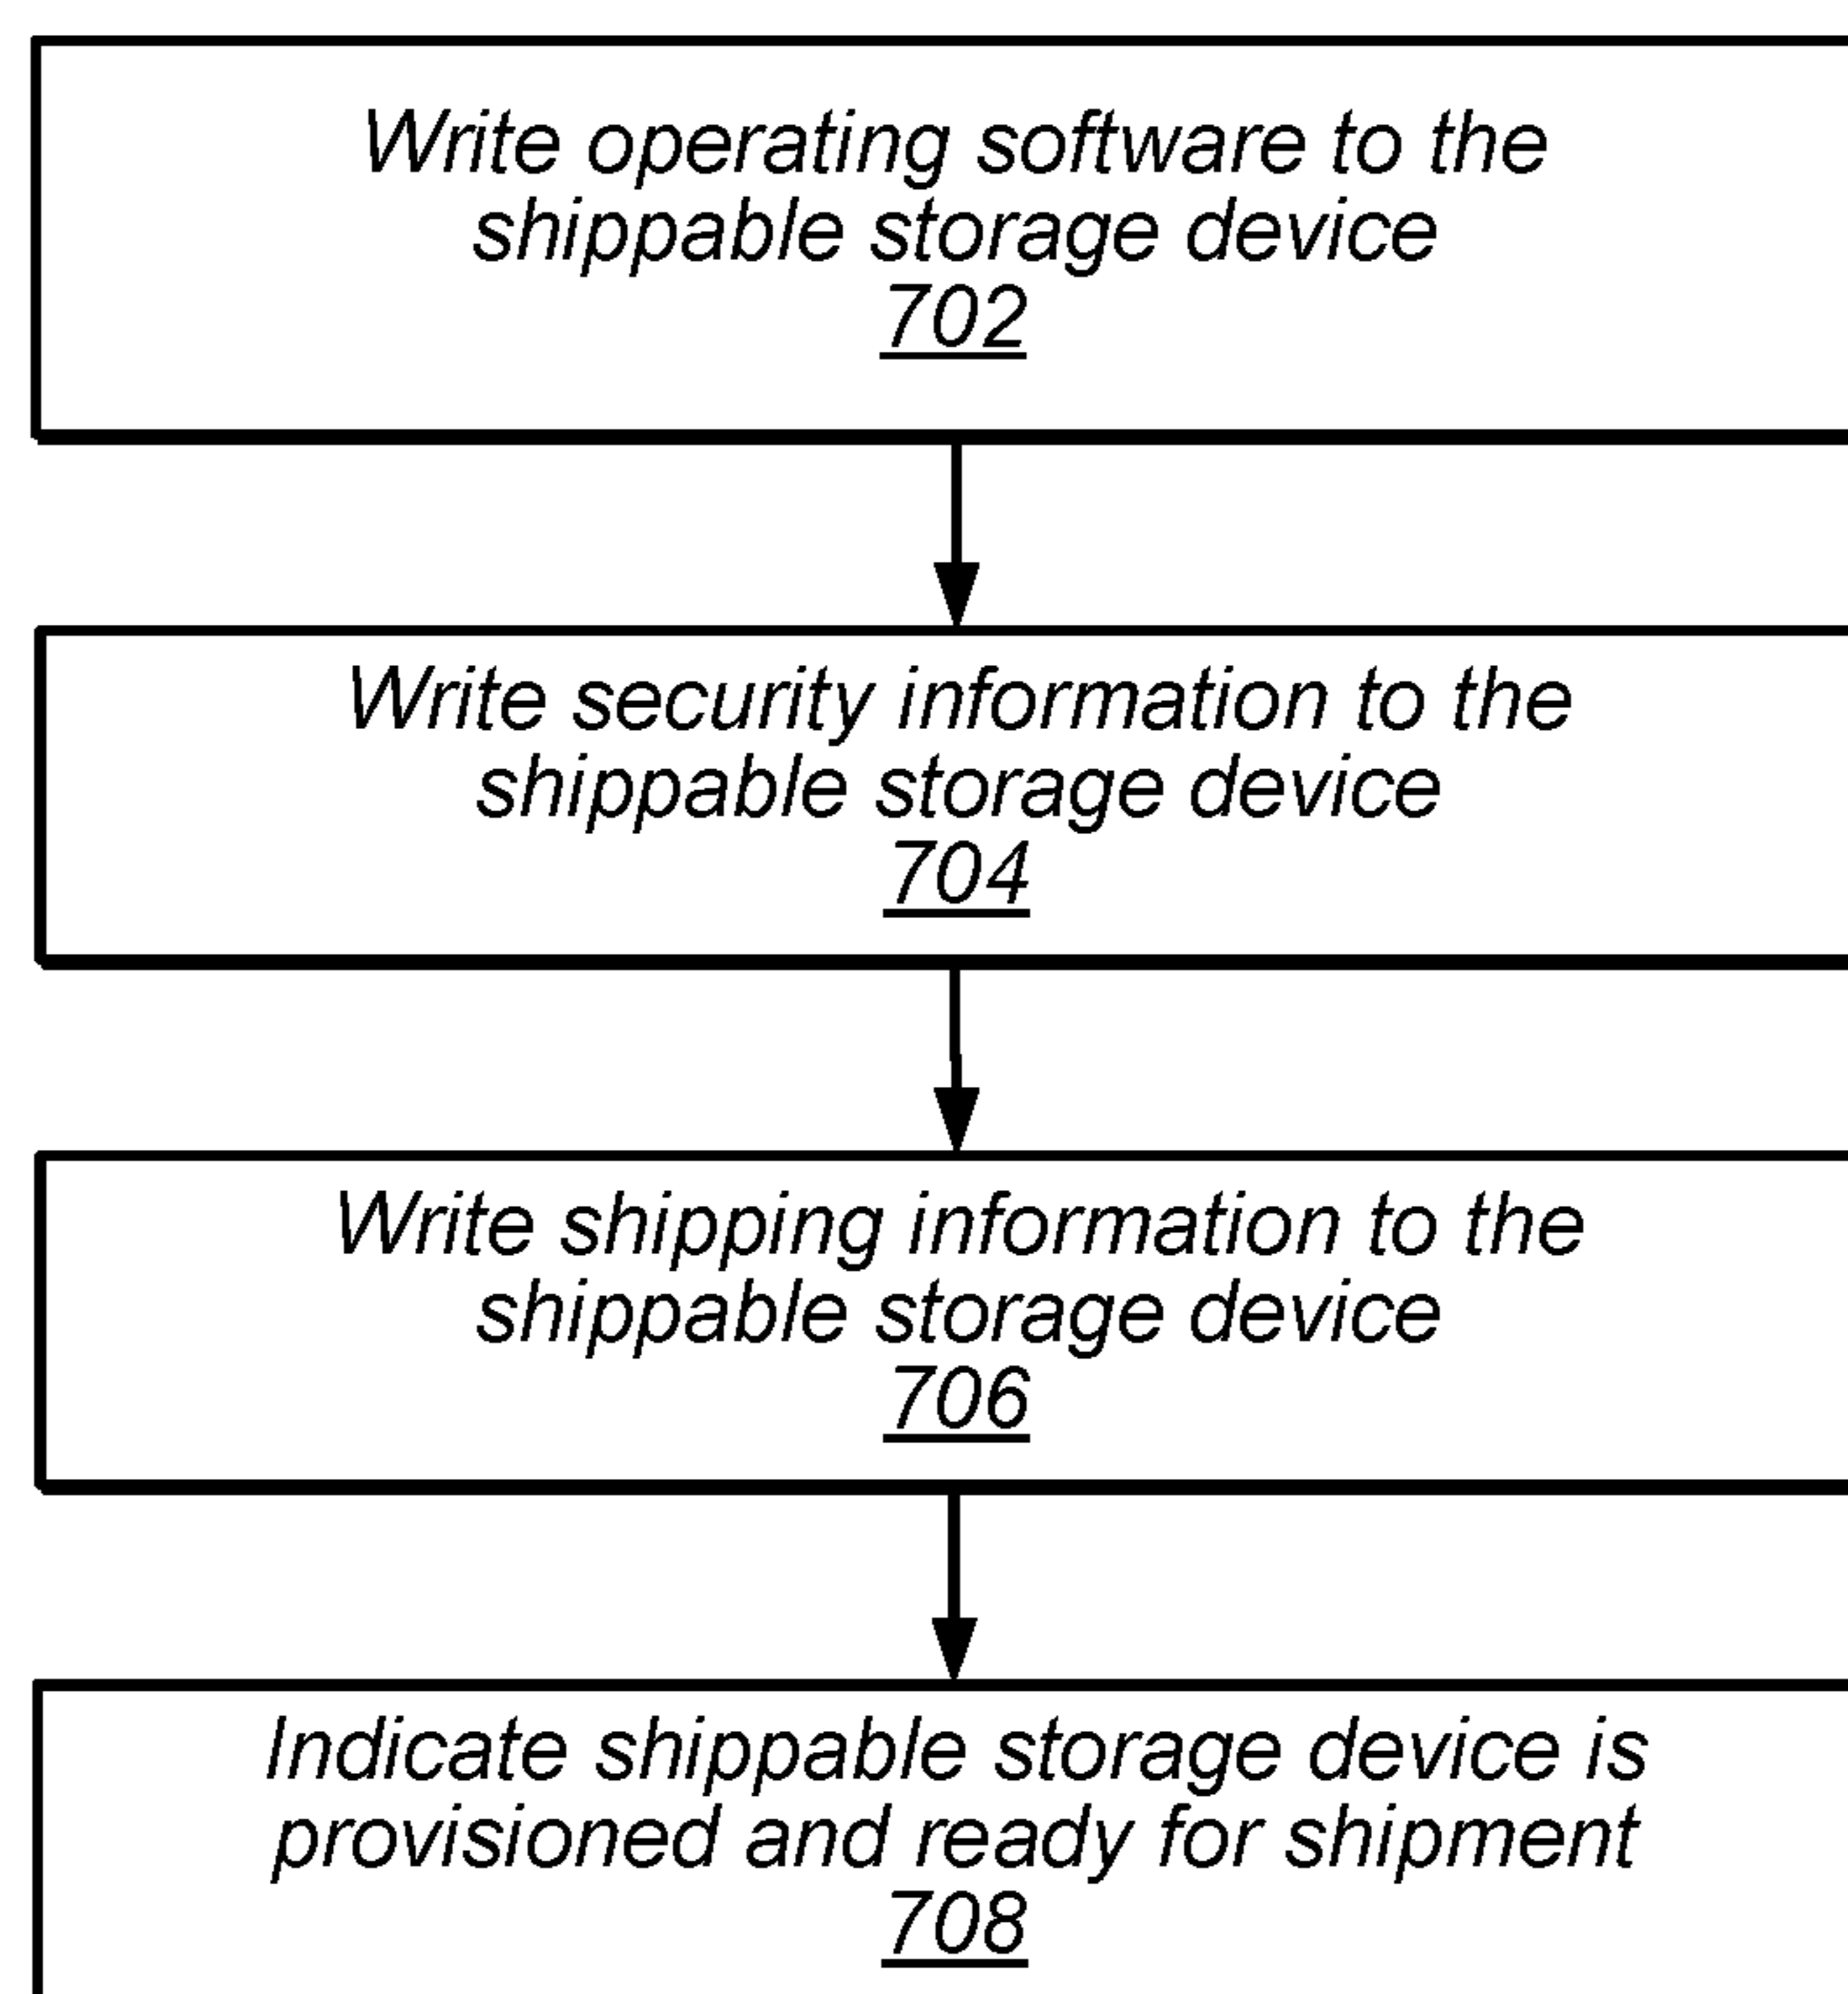 Write operating software to the
shippable storage device
702
Write security information to the
shippable storage device
704
Write shipping information to the
shippable storage device
706
Indicate shippable storage device is
provisioned and ready for shipment
708